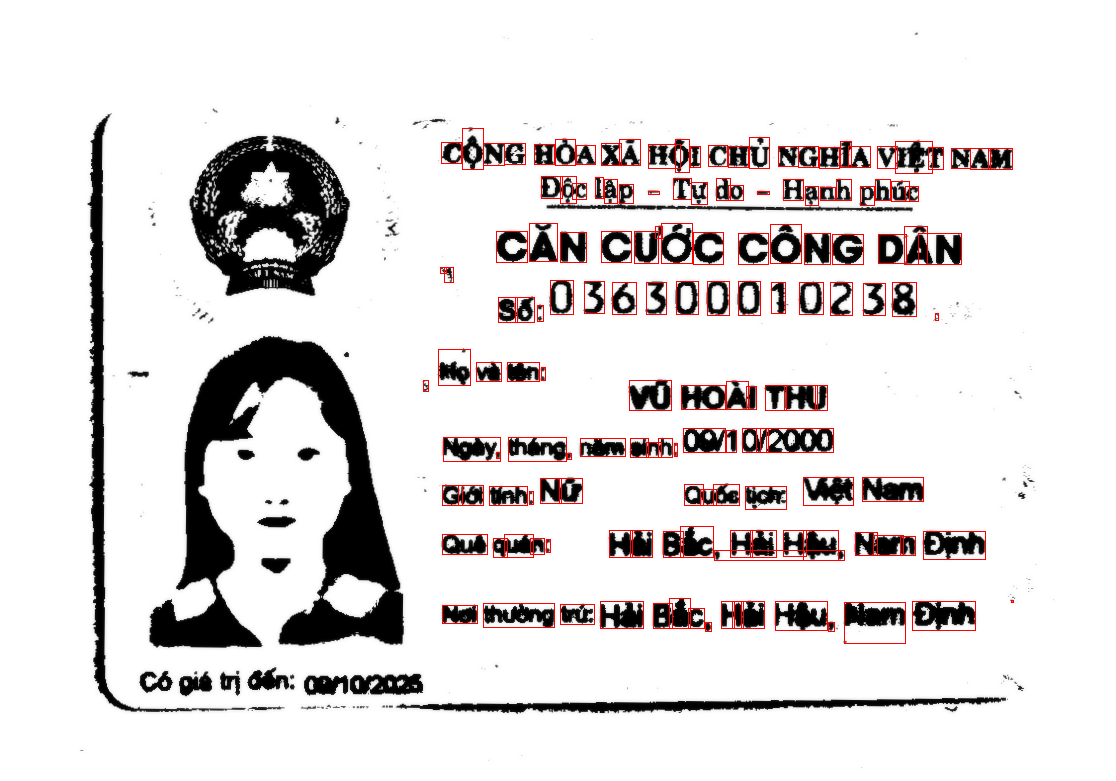 CỘNG HÒA XÃ HỘI CHỦ NGHĨA VIỆT NAM
Độc lập - Tự do - Hạnh phúc
CĂN CƯỚC CÔNG DÂN
Số: 036300010238
Họ và tên:
VŨ HOÀI THU
Ngày, tháng, năm sinh: 09/10/2000
Giới tính: Nữ Quốc tịch: Việt Nam
Quê quán: Hải Bắc, Hải Hậu, Nam Định
Nơi thường trú: Hải Bắc, Hải Hậu, Nam Định
Có giá trị đến: 09/10/2025